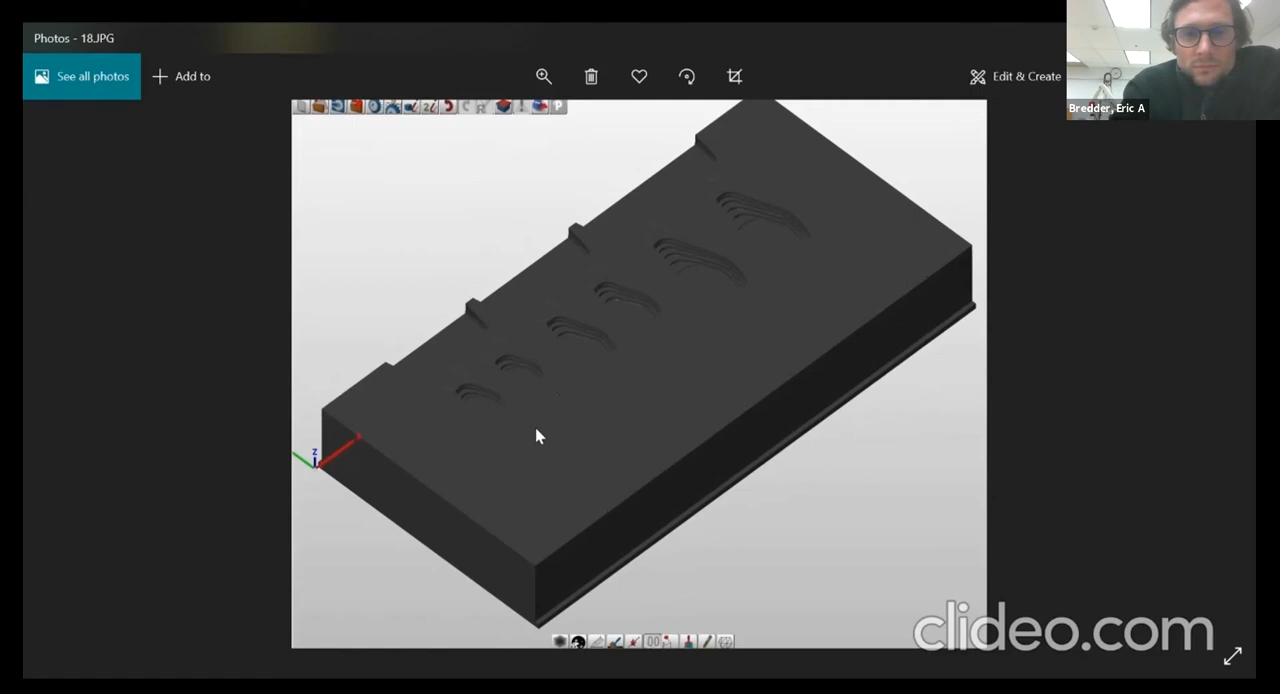 Photos - 18.JPG
See all photos
Add to
Edit & Create
Bredder, Eric A
z
clideo.com